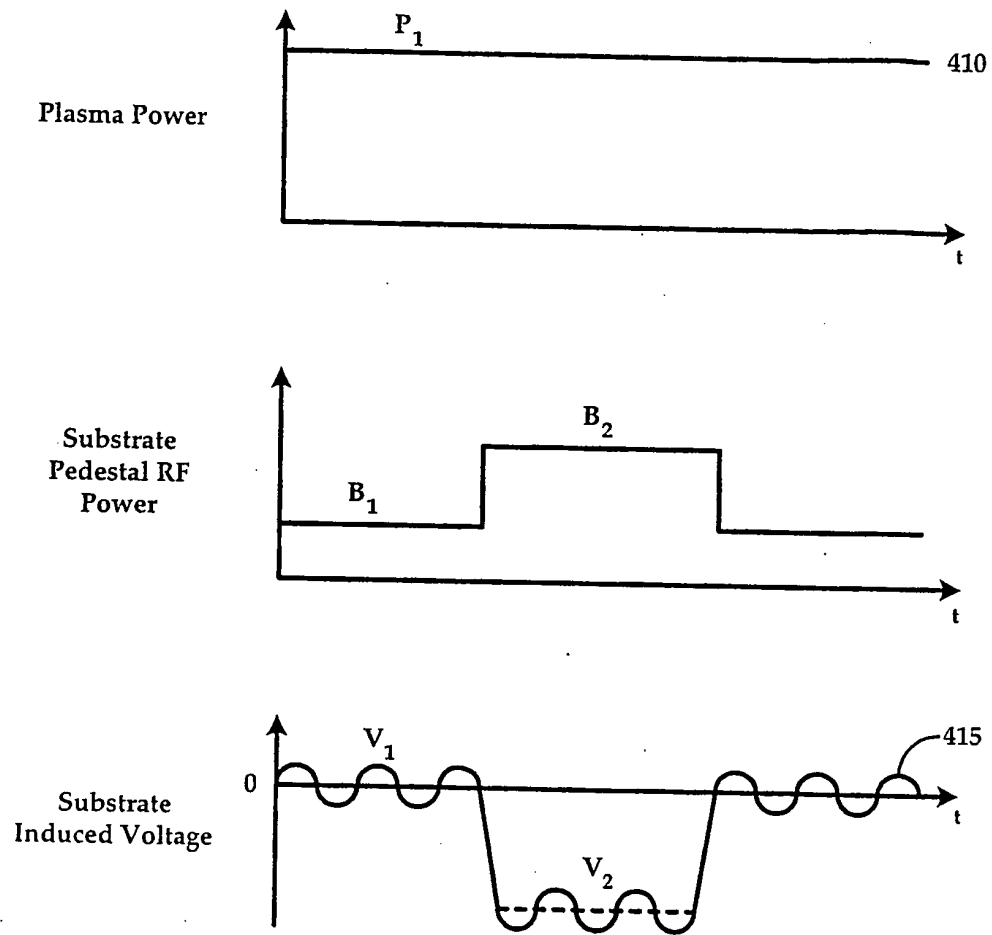 P1
410
Plasma Power
t
B2
Substrate
Pedestal RF
Power
B1
t
V1
415
0
Substrate
Induced Voltage
t
V2